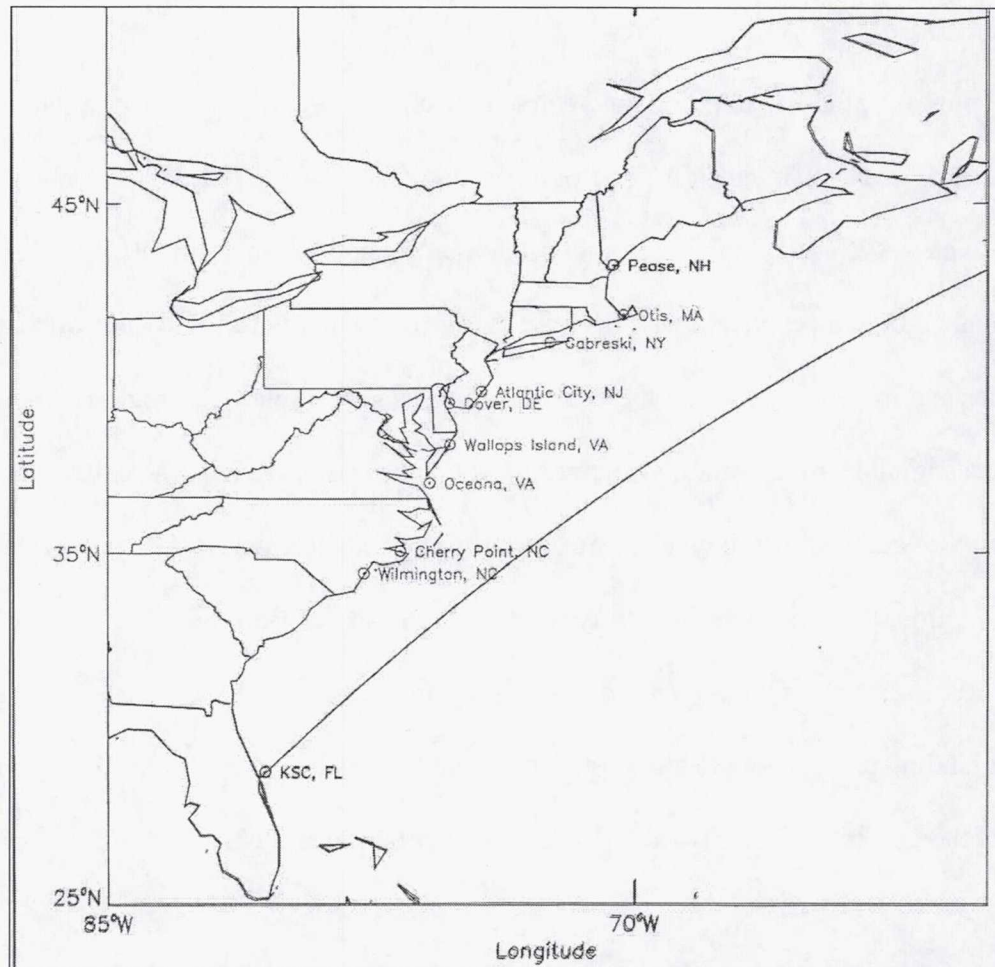 45°N
Pease, NH
Otis, MA
Gabreski, NY
Atlantic City, NJ
Dover, DE
Wallops Island, VA
Oceana, VA
Latitude
35°N
Cherry Point, NC
Wilmington, NC
KSC, FL
25°N
85°W
70°W
Longitude